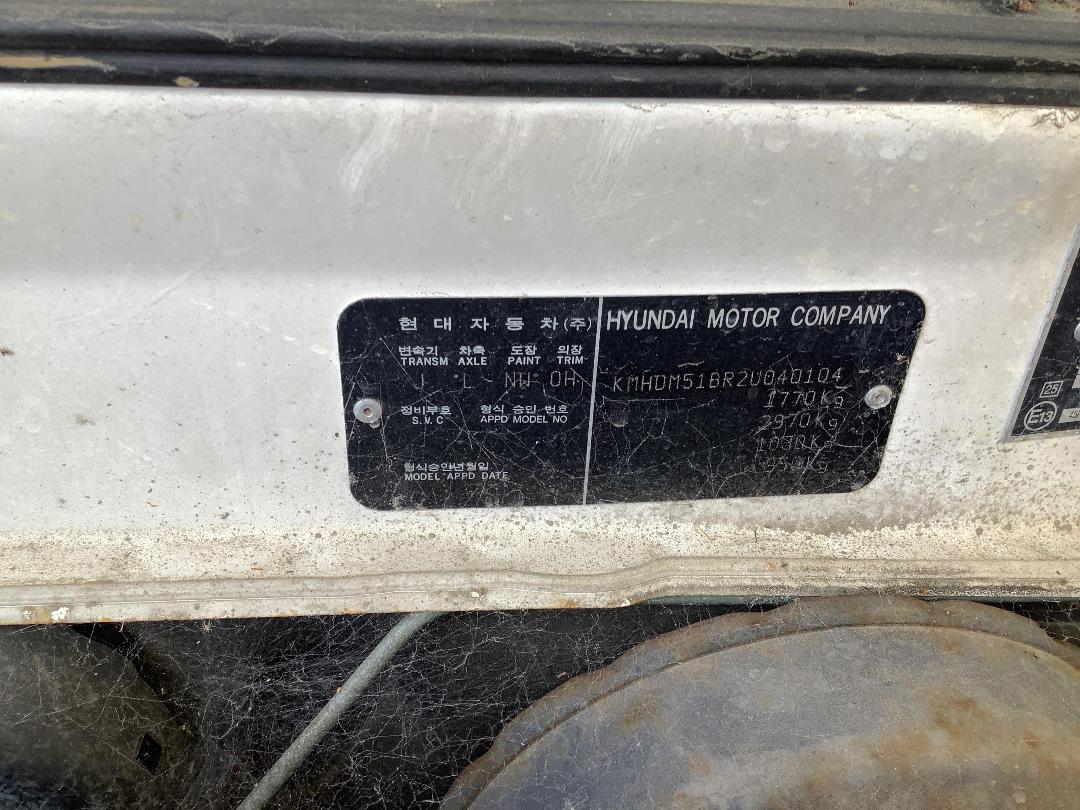 현대자동차(주)
변속기 차축 도장 의장
TRANSM AXLE PAINT TRIM
J L NW OH
정비부호 형식 승인 번호
S.V.C APPD MODEL NO
형식승인년월일
MODEL APPD DATE
HYUNDAI MOTOR COMPANY
KMHDM51BR2U040104
1770Kg
2970Kg
25
E13